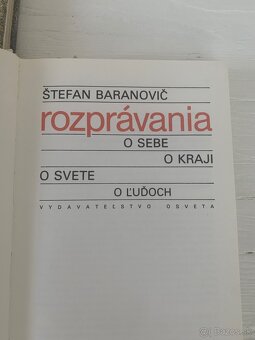 ŠTEFAN BARANOVIČ
rozprávania
O SEBE
O KRAJI
O SVETE
O ĽUĎOCH
VYDAVATEĽSTVO OSVETA